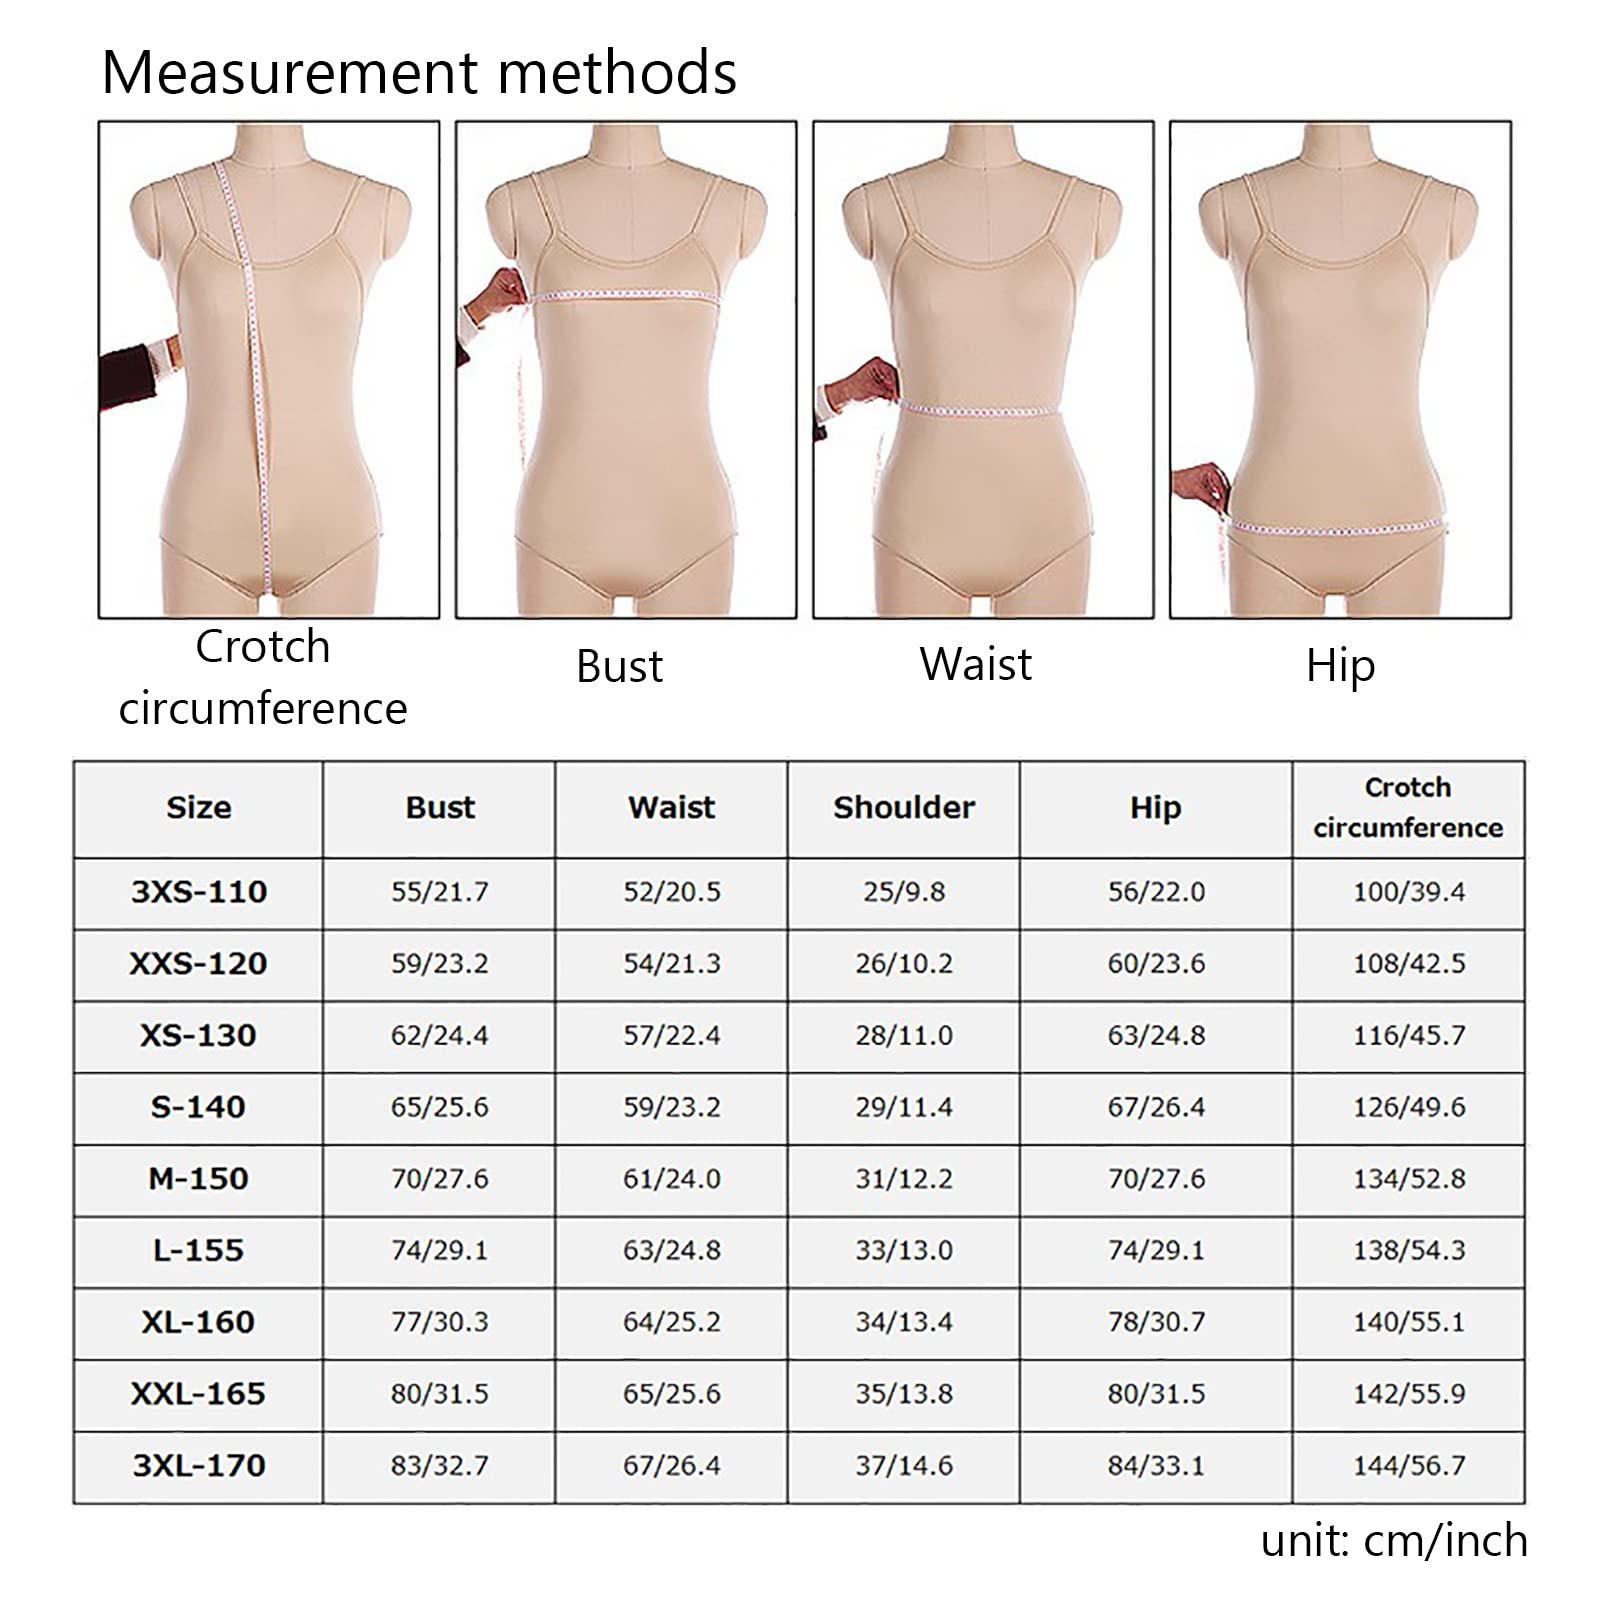 Measurement methods
Crotch
circumference
Bust
Waist
Hip
Size Bust Waist Shoulder Hip Crotch circumference
3XS-110 55/21.7 52/20.5 25/9.8 56/22.0 100/39.4
XXS-120 59/23.2 54/21.3 26/10.2 60/23.6 108/42.5
XS-130 62/24.4 57/22.4 28/11.0 63/24.8 116/45.7
S-140 65/25.6 59/23.2 29/11.4 67/26.4 126/49.6
M-150 70/27.6 61/24.0 31/12.2 70/27.6 134/52.8
L-155 74/29.1 63/24.8 33/13.0 74/29.1 138/54.3
XL-160 77/30.3 64/25.2 34/13.4 78/30.7 140/55.1
XXL-165 80/31.5 65/25.6 35/13.8 80/31.5 142/55.9
3XL-170 83/32.7 67/26.4 37/14.6 84/33.1 144/56.7
unit: cm/inch